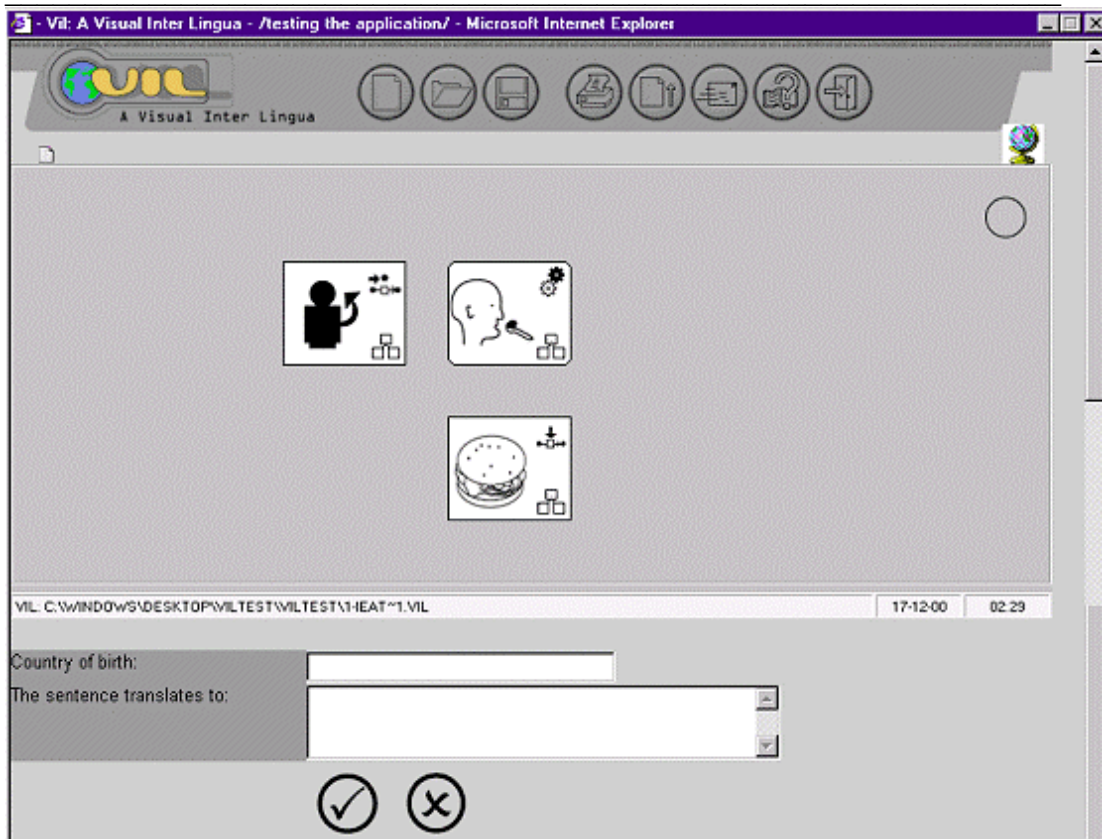 - Vil: A Visual Inter Lingua - /testing the application/ - Microsoft Internet Explorer
VIL
A Visual Inter Lingua
VIL: C:\WINDOWS\DESKTOP\VILTEST\VILTEST\1-IEAT~1.VIL 17-12-00 02:29
Country of birth:
The sentence translates to: